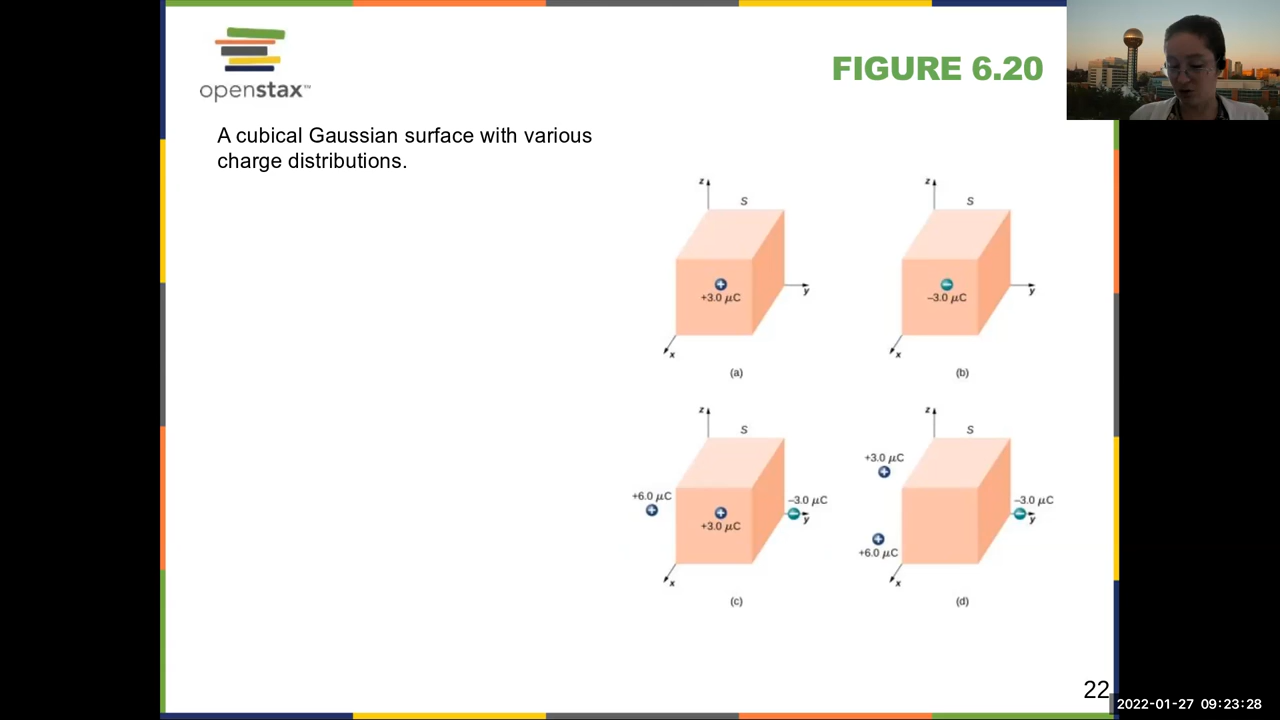 openstax™
FIGURE 6.20
A cubical Gaussian surface with various
charge distributions.
z
S
+3.0 μC
y
x
(a)
z
S
–3.0 μC
y
x
(b)
z
S
+6.0 μC
+3.0 μC
–3.0 μC
y
x
(c)
z
S
+3.0 μC
+6.0 μC
–3.0 μC
y
x
(d)
22
2022-01-27 09:23:28